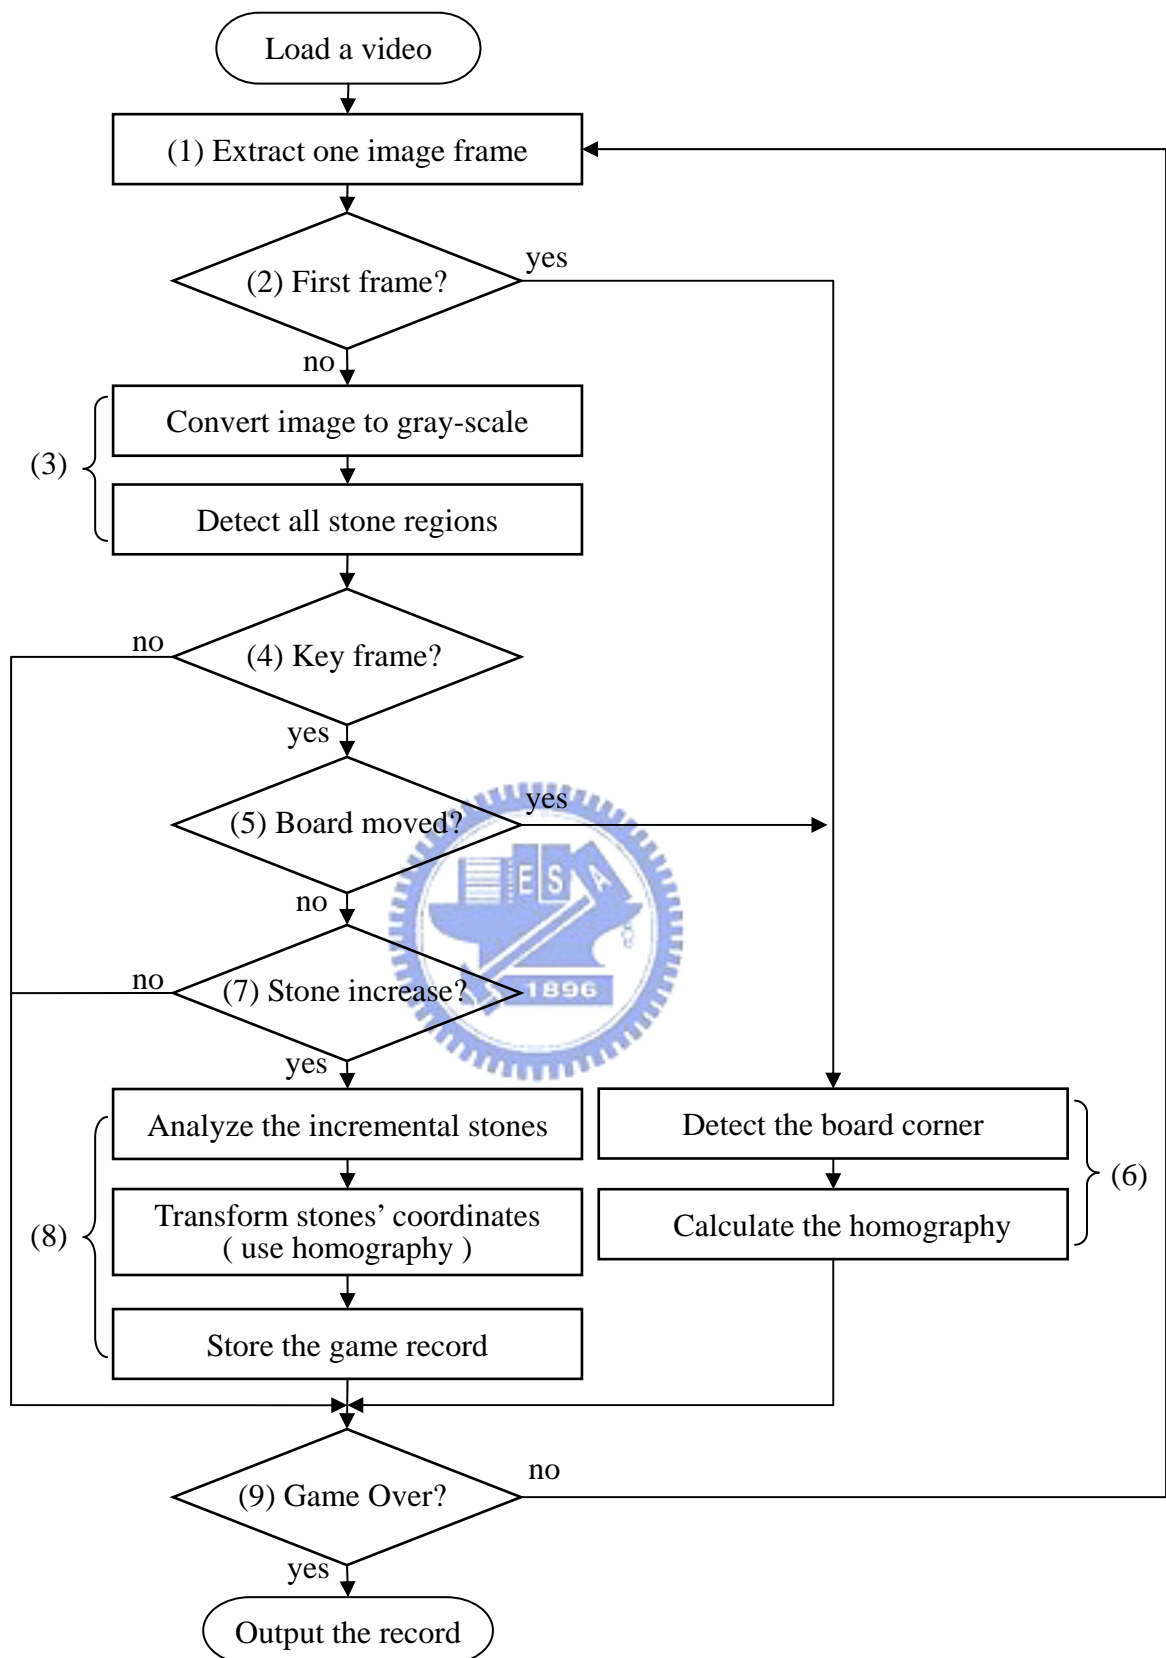 Load a video
(1) Extract one image frame
(2) First frame?
yes
no
Convert image to gray-scale
(3)
Detect all stone regions
no
(4) Key frame?
yes
(5) Board moved?
yes
no
no
(7) Stone increase?
yes
E S A
1896
Analyze the incremental stones
Detect the board corner
(6)
Transform stones’ coordinates
( use homography )
Calculate the homography
(8)
Store the game record
(9) Game Over?
no
yes
Output the record